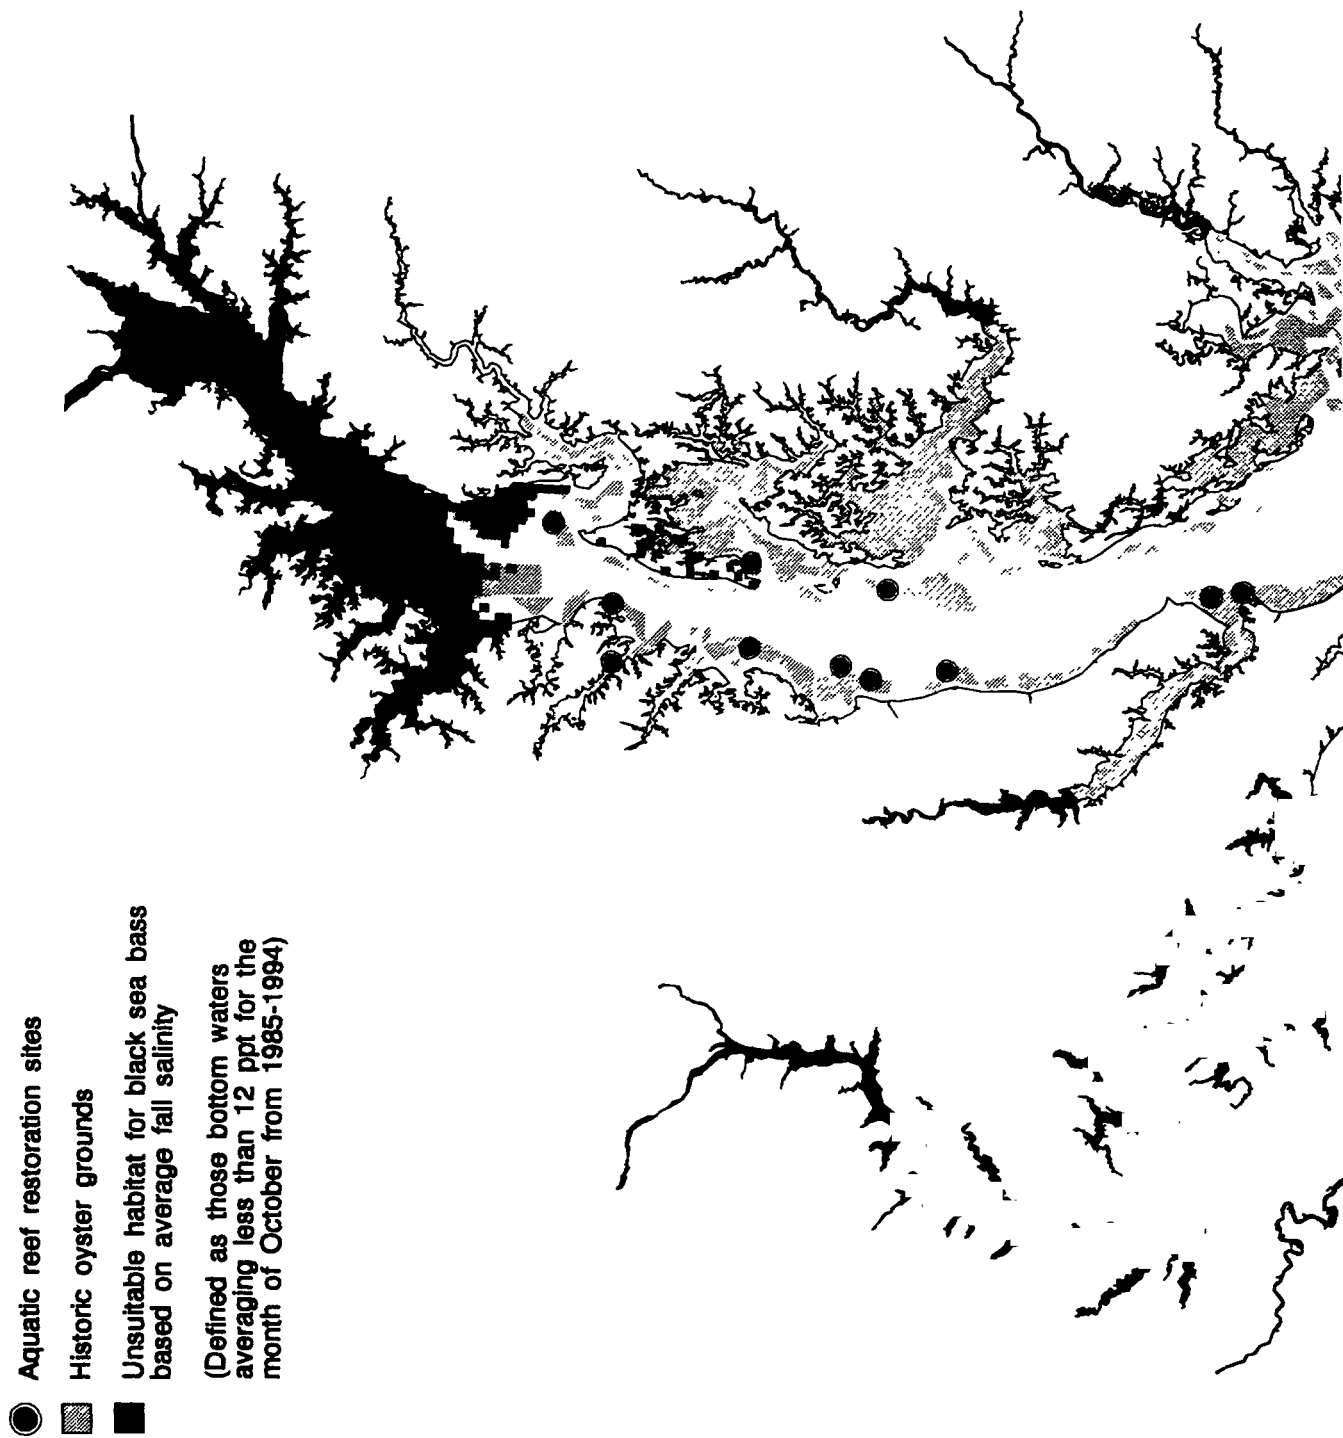 Aquatic reef restoration sites
Historic oyster grounds
Unsuitable habitat for black sea bass
based on average fall salinity
(Defined as those bottom waters
averaging less than 12 ppt for the
month of October from 1985-1994)